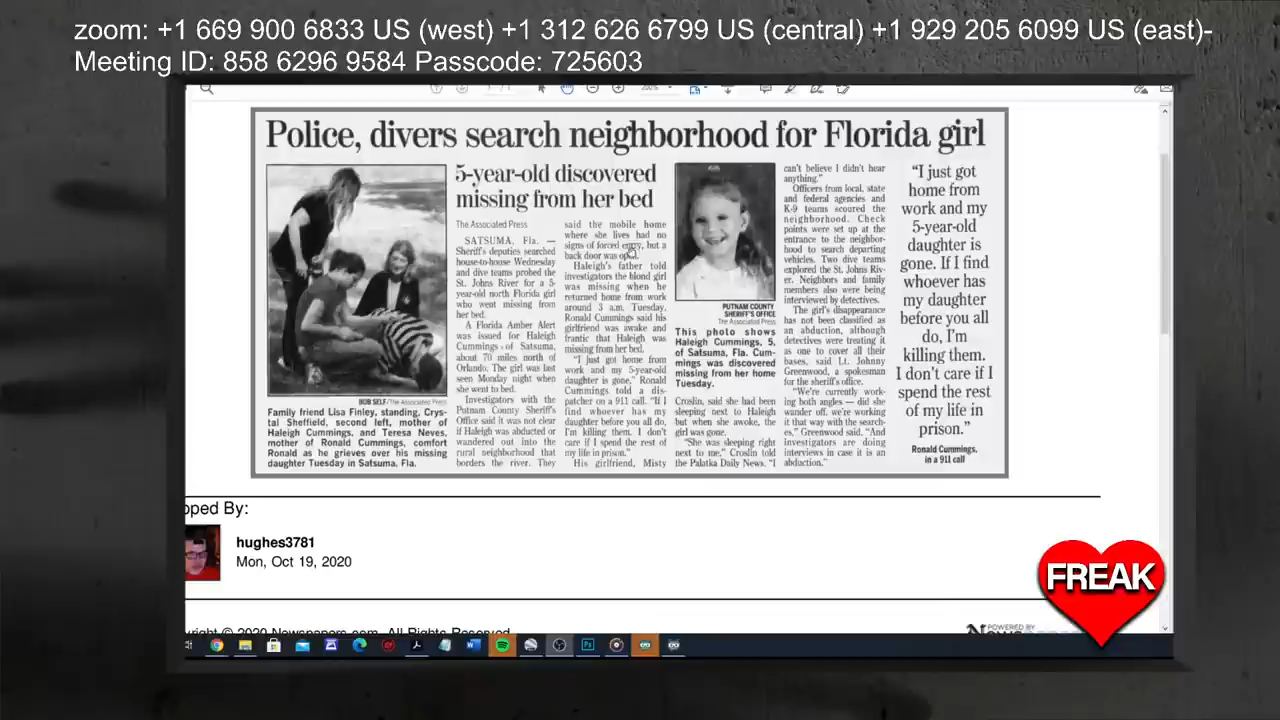 zoom: +1 669 900 6833 US (west) +1 312 626 6799 US (central) +1 929 205 6099 US (east)-
Meeting ID: 858 6296 9584 Passcode: 725603
Police, divers search neighborhood for Florida girl
BOB SELF/The Associated Press
Family friend Lisa Finley, standing, Crys-
tal Sheffield, second left, mother of
Haleigh Cummings, and Teresa Neves,
mother of Ronald Cummings, comfort
Ronald as he grieves over his missing
daughter Tuesday in Satsuma, Fla.
5-year-old discovered
missing from her bed
The Associated Press
SATSUMA, Fla. —
Sheriff's deputies searched
house-to-house Wednesday
and dive teams probed the
St. Johns River for a 5-
year-old north Florida girl
who went missing from
her bed.
A Florida Amber Alert
was issued for Haleigh
Cummings of Satsuma,
about 70 miles north of
Orlando. The girl was last
seen Monday night when
she went to bed.
Investigators with the
Putnam County Sheriff's
Office said it was not clear
if Haleigh was abducted or
wandered out into the
rural neighborhood that
borders the river. They
said the mobile home
where she lives had no
signs of forced entry, but a
back door was open.
Haleigh's father told
investigators the blond girl
was missing when he
returned home from work
around 3 a.m. Tuesday.
Ronald Cummings said his
girlfriend was awake and
frantic that Haleigh was
missing from her bed.
"I just got home from
work and my 5-year-old
daughter is gone," Ronald
Cummings told a dis-
patcher on a 911 call. "If I
find whoever has my
daughter before you all do,
I'm killing them. I don't
care if I spend the rest of
my life in prison."
His girlfriend, Misty
PUTNAM COUNTY
SHERIFF'S OFFICE
The Associated Press
This photo shows
Haleigh Cummings, 5,
of Satsuma, Fla. Cum-
mings was discovered
missing from her home
Tuesday.
Croslin, said she had been
sleeping next to Haleigh
but when she awoke, the
girl was gone.
"She was sleeping right
next to me," Croslin told
the Palatka Daily News. "I
can't believe I didn't hear
anything."
Officers from local, state
and federal agencies and
K-9 teams scoured the
neighborhood. Check
points were set up at the
entrance to the neighbor-
hood to search departing
vehicles. Two dive teams
explored the St. Johns Riv-
er. Neighbors and family
members also were being
interviewed by detectives.
The girl's disappearance
has not been classified as
an abduction, although
detectives were treating it
as one to cover all their
bases, said Lt. Johnny
Greenwood, a spokesman
for the sheriff's office.
"We're currently work-
ing both angles — did she
wander off, we're working
it that way with the search-
es," Greenwood said. "And
investigators are doing
interviews in case it is an
abduction."
"I just got
home from
work and my
5-year-old
daughter is
gone. If I find
whoever has
my daughter
before you all
do, I'm
killing them.
I don't care if I
spend the rest
of my life in
prison."
Ronald Cummings,
in a 911 call
pped By:
hughes3781
Mon, Oct 19, 2020
FREAK
right © 2020 Newspapers.com. All Rights Reserved.
POWERED BY